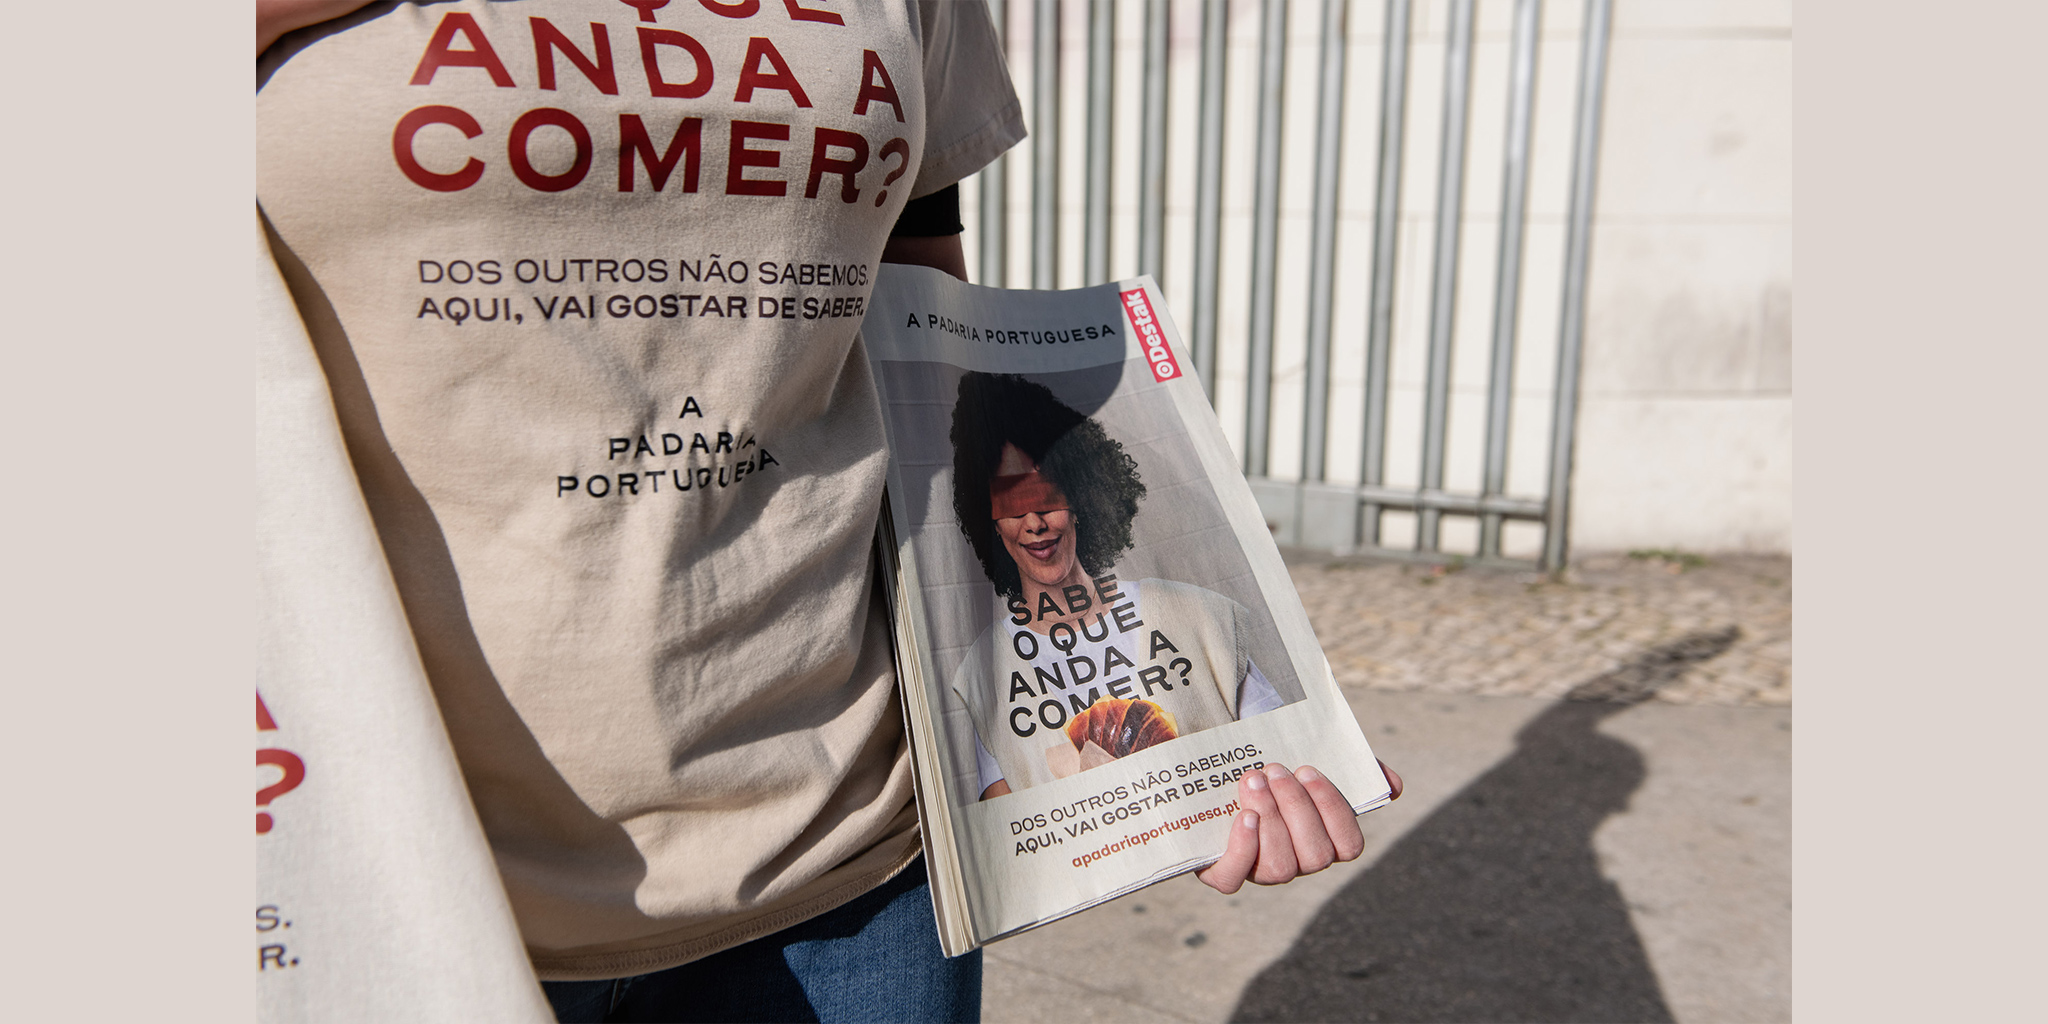 QUE
ANDA A
COMER?
DOS OUTROS NÃO SABEMOS.
AQUI, VAI GOSTAR DE SABER.
A
PADARIA
PORTUGUESA
A PADARIA PORTUGUESA
Destak
SABE
O QUE
ANDA A
COMER?
DOS OUTROS NÃO SABEMOS.
AQUI, VAI GOSTAR DE SABER
apadariaportuguesa.pt
A
?
S.
R.